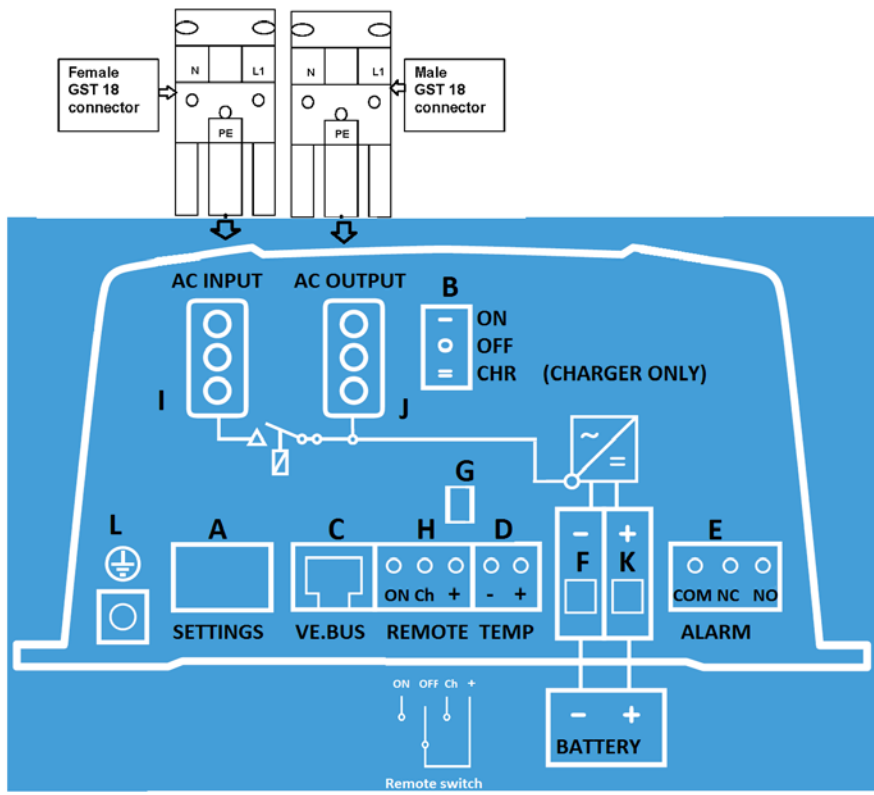 Female
GST 18
connector
N L1
PE
N L1
PE
Male
GST 18
connector
AC INPUT
AC OUTPUT
B
ON
OFF
CHR (CHARGER ONLY)
I
J
~
=
G
L
A
SETTINGS
C
VE.BUS
H
ON Ch +
REMOTE
D
- +
TEMP
- +
F K
E
COM NC NO
ALARM
ON OFF Ch +
Remote switch
- +
BATTERY